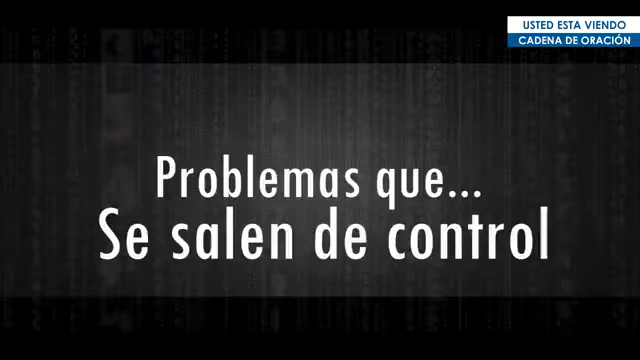 USTED ESTA VIENDO
CADENA DE ORACIÓN
Problemas que...
Se salen de control